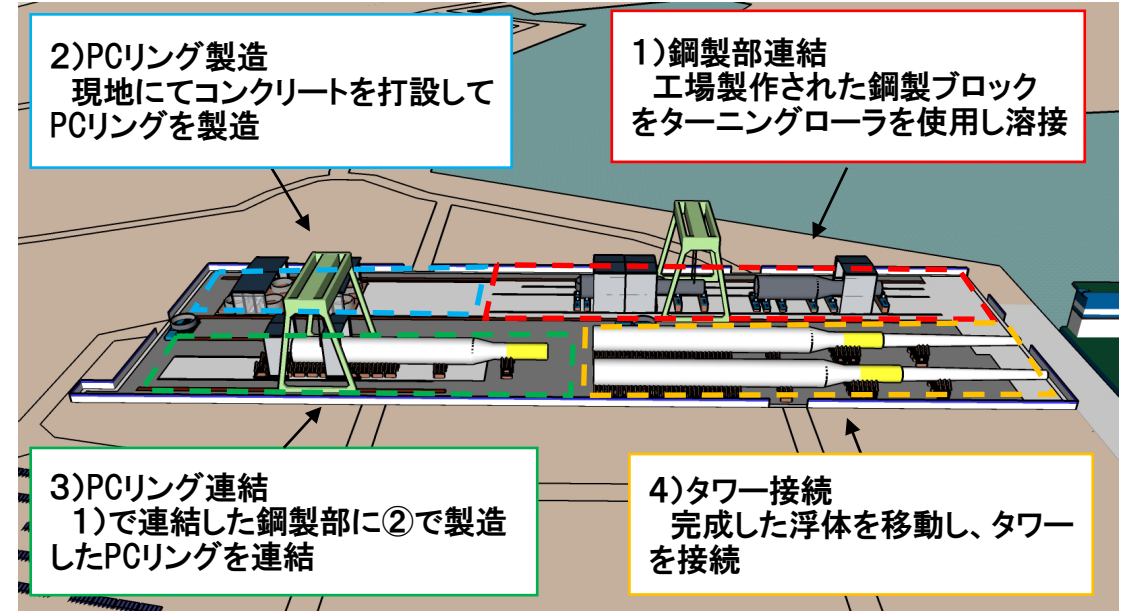 2)PCリング製造
現地にてコンクリートを打設して
PCリングを製造
1)鋼製部連結
工場製作された鋼製ブロック
をターニングローラを使用し溶接
3)PCリング連結
1)で連結した鋼製部に②で製造
したPCリングを連結
4)タワー接続
完成した浮体を移動し、タワー
を接続